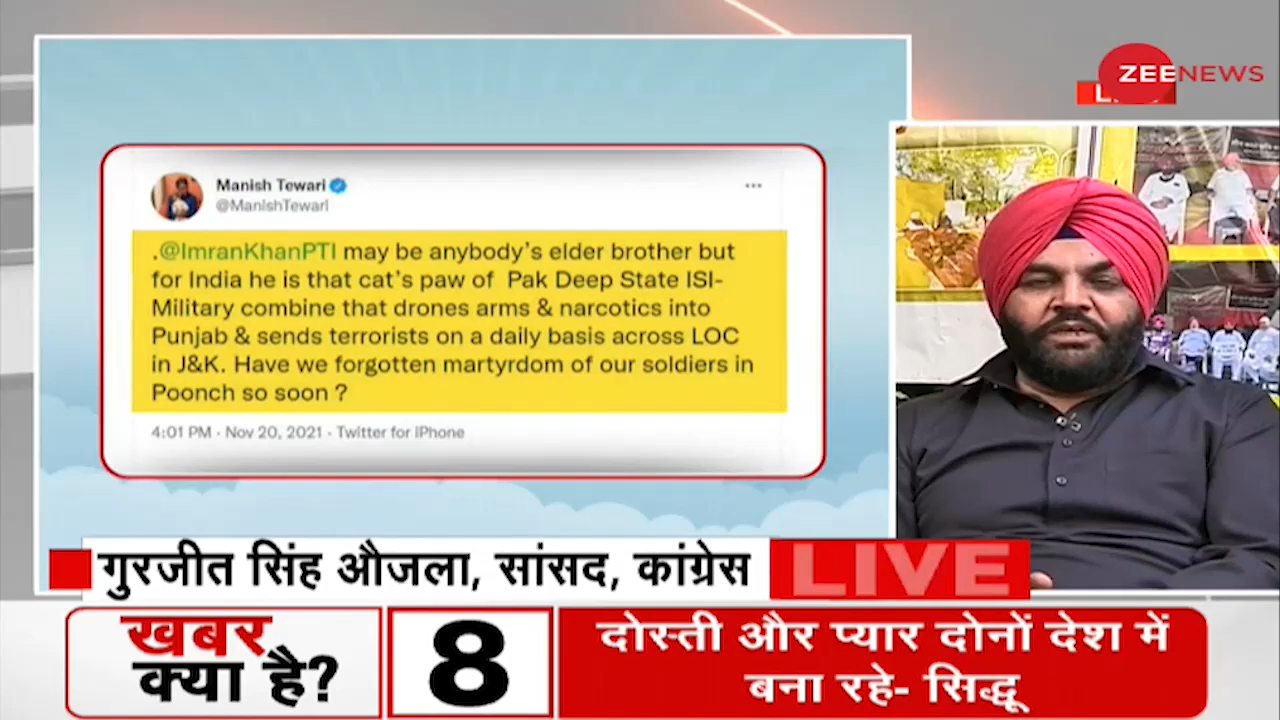 ZEENEWS
Manish Tewari
@ManishTewari
.@ImranKhanPTI may be anybody's elder brother but
for India he is that cat's paw of Pak Deep State ISI-
Military combine that drones arms & narcotics into
Punjab & sends terrorists on a daily basis across LOC
in J&K. Have we forgotten martyrdom of our soldiers in
Poonch so soon ?
4:01 PM · Nov 20, 2021 · Twitter for iPhone
गुरजीत सिंह औजला, सांसद, कांग्रेस
LIVE
खबर
क्या है?
8
दोस्ती और प्यार दोनों देश में
बना रहे- सिद्धू